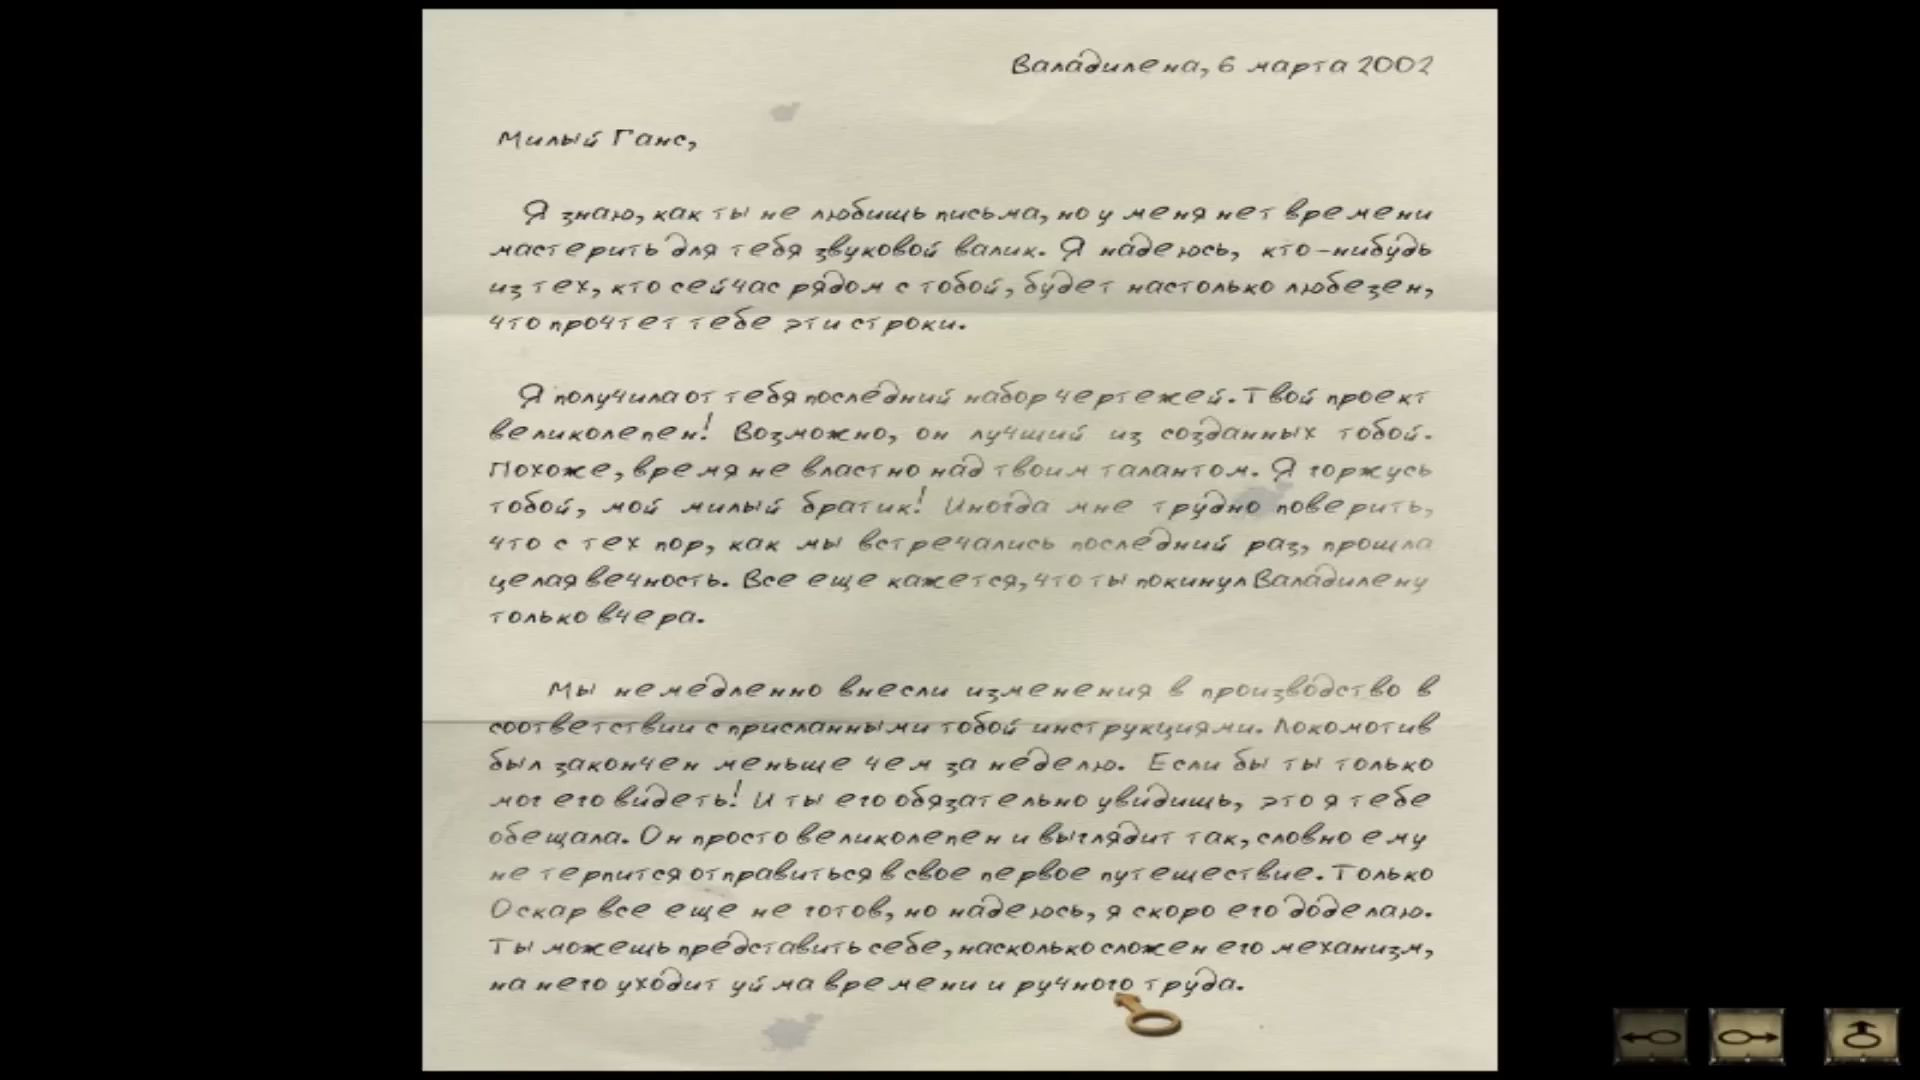 Валадилена, 6 марта 2002
Милый Ганс,
Я знаю, как ты не любишь письма, но у меня нет времени
мастерить для тебя звуковой валик. Я надеюсь, кто-нибудь
из тех, кто сейчас рядом с тобой, будет настолько любезен,
что прочтет тебе эти строки.
Я получила от тебя последний набор чертежей. Твой проект
великолепен! Возможно, он лучший из созданных тобой.
Похоже, время не властно над твоим талантом. Я горжусь
тобой, мой милый братик! Иногда мне трудно поверить,
что с тех пор, как мы встречались последний раз, прошла
целая вечность. Все еще кажется, что ты покинул Валадилену
только вчера.
Мы немедленно внесли изменения в производство в
соответствии с присланными тобой инструкциями. Локомотив
был закончен меньше чем за неделю. Если бы ты только
мог его видеть! И ты его обязательно увидишь, это я тебе
обещала. Он просто великолепен и выглядит так, словно ему
не терпится отправиться в свое первое путешествие. Только
Оскар все еще не готов, но надеюсь, я скоро его доделаю.
Ты можешь представить себе, насколько сложен его механизм,
на него уходит уйма времени и ручного труда.